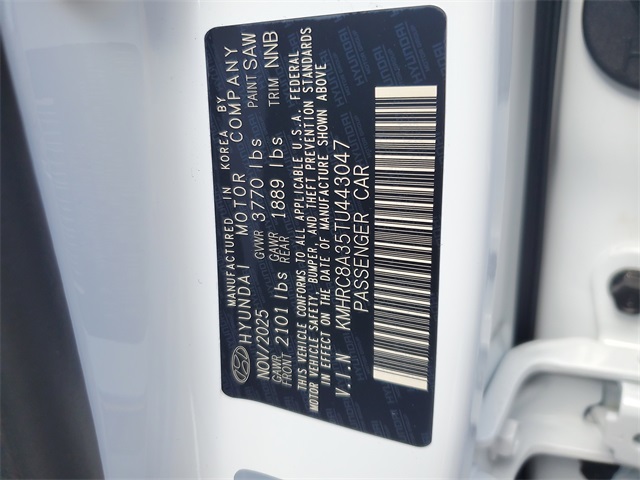 MANUFACTURED IN KOREA BY
HYUNDAI MOTOR COMPANY
NOV/2025 GVWR 3770 lbs PAINT SAW
GAWR FRONT 2101 lbs GAWR REAR 1889 lbs TRIM NNB
THIS VEHICLE CONFORMS TO ALL APPLICABLE U.S.A. FEDERAL
MOTOR VEHICLE SAFETY, BUMPER, AND THEFT PREVENTION STANDARDS
IN EFFECT ON THE DATE OF MANUFACTURE SHOWN ABOVE
V.I.N KMHRC8A35TU443047
PASSENGER CAR